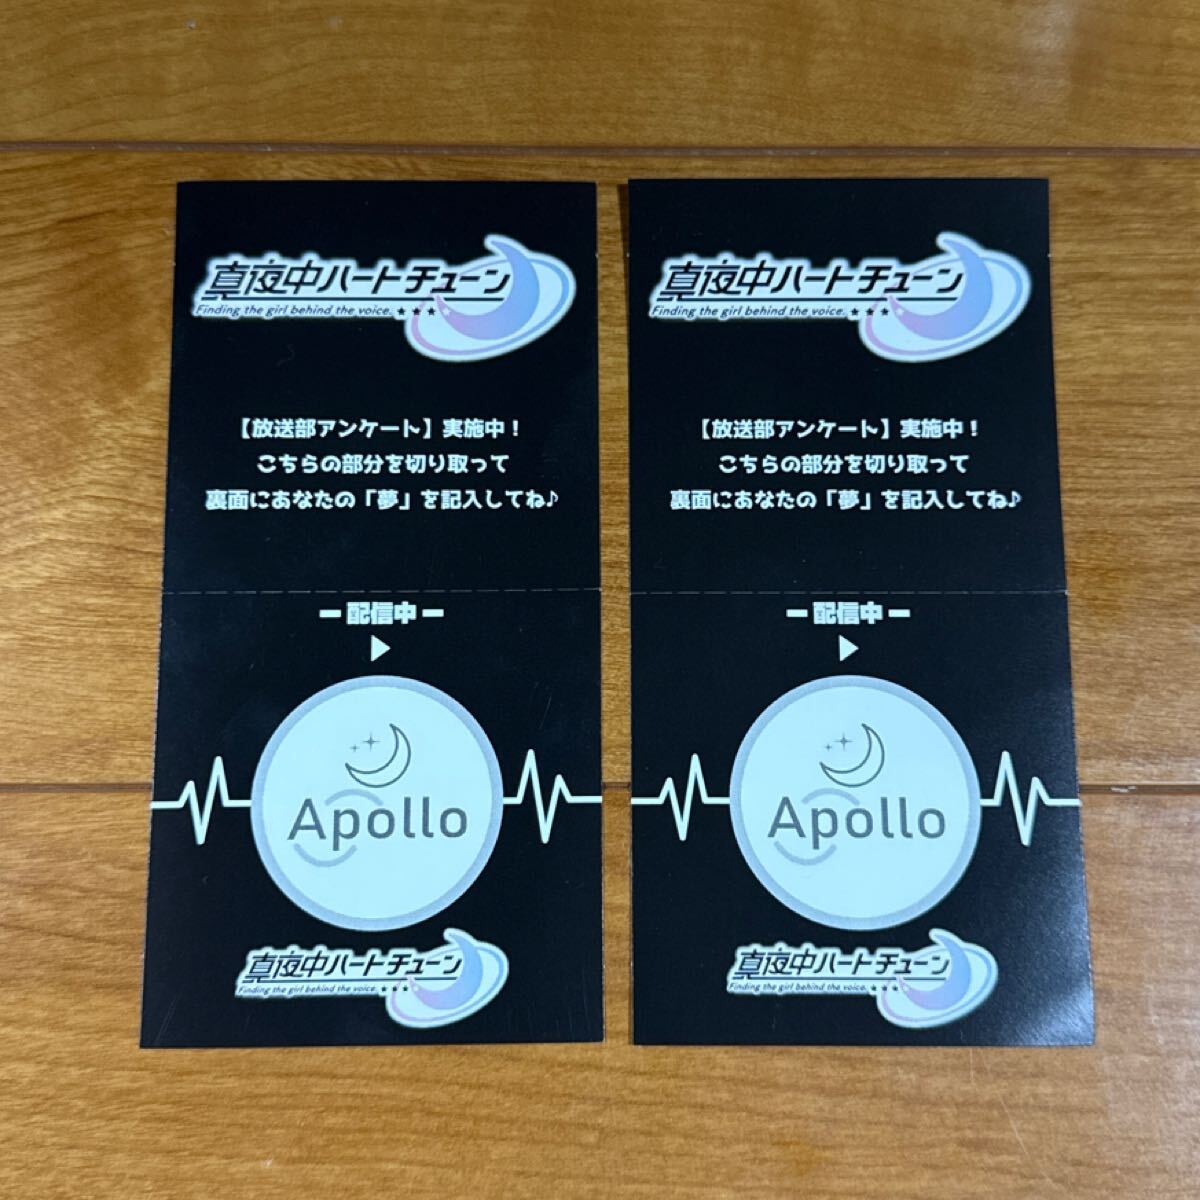 真夜中ハートチューン
Finding the girl behind the voice. ★★★
【放送部アンケート】実施中！
こちらの部分を切り取って
裏面にあなたの「夢」を記入してね♪
ー 配信中 ー
▶
Apollo
真夜中ハートチューン
Finding the girl behind the voice. ★★★
真夜中ハートチューン
Finding the girl behind the voice. ★★★
【放送部アンケート】実施中！
こちらの部分を切り取って
裏面にあなたの「夢」を記入してね♪
ー 配信中 ー
▶
Apollo
真夜中ハートチューン
Finding the girl behind the voice. ★★★